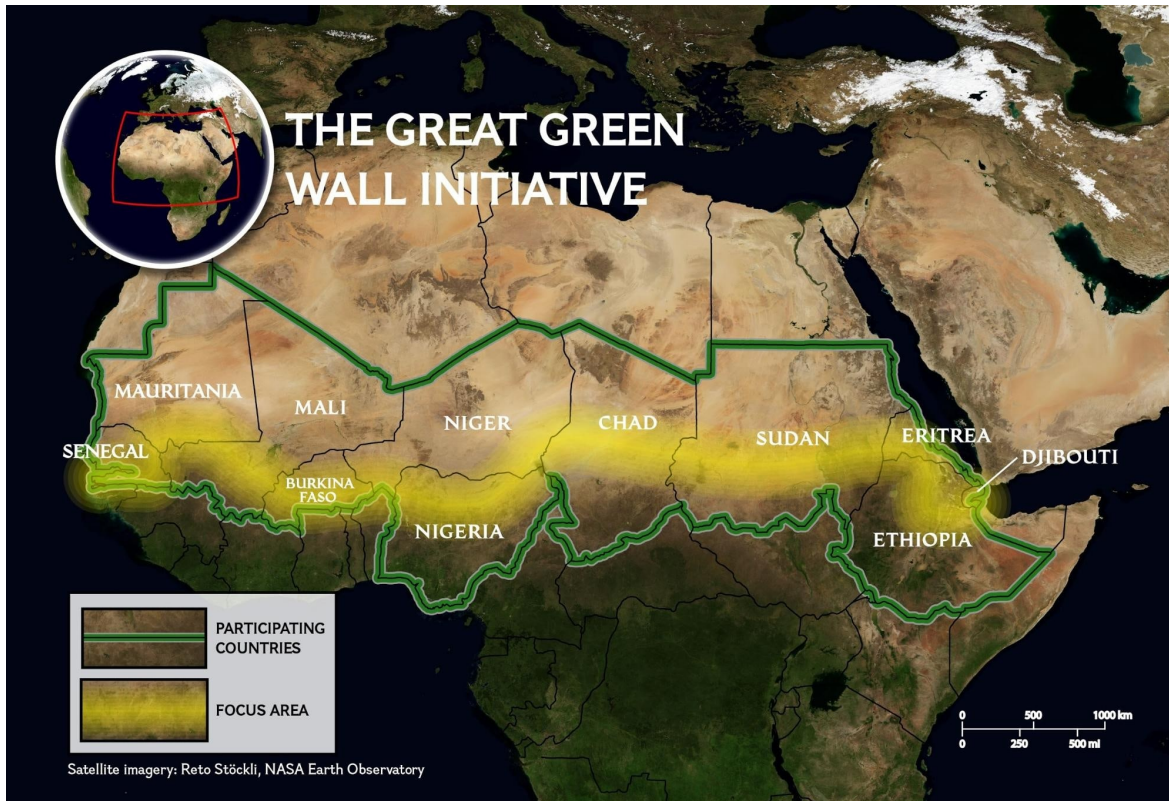 THE GREAT GREEN
WALL INITIATIVE
MAURITANIA
MALI
NIGER
CHAD
SUDAN
ERITREA
SENEGAL
DJIBOUTI
BURKINA
FASO
NIGERIA
ETHIOPIA
PARTICIPATING
COUNTRIES
FOCUS AREA
0 500 1000 km
0 250 500 mi
Satellite imagery: Reto Stöckli, NASA Earth Observatory